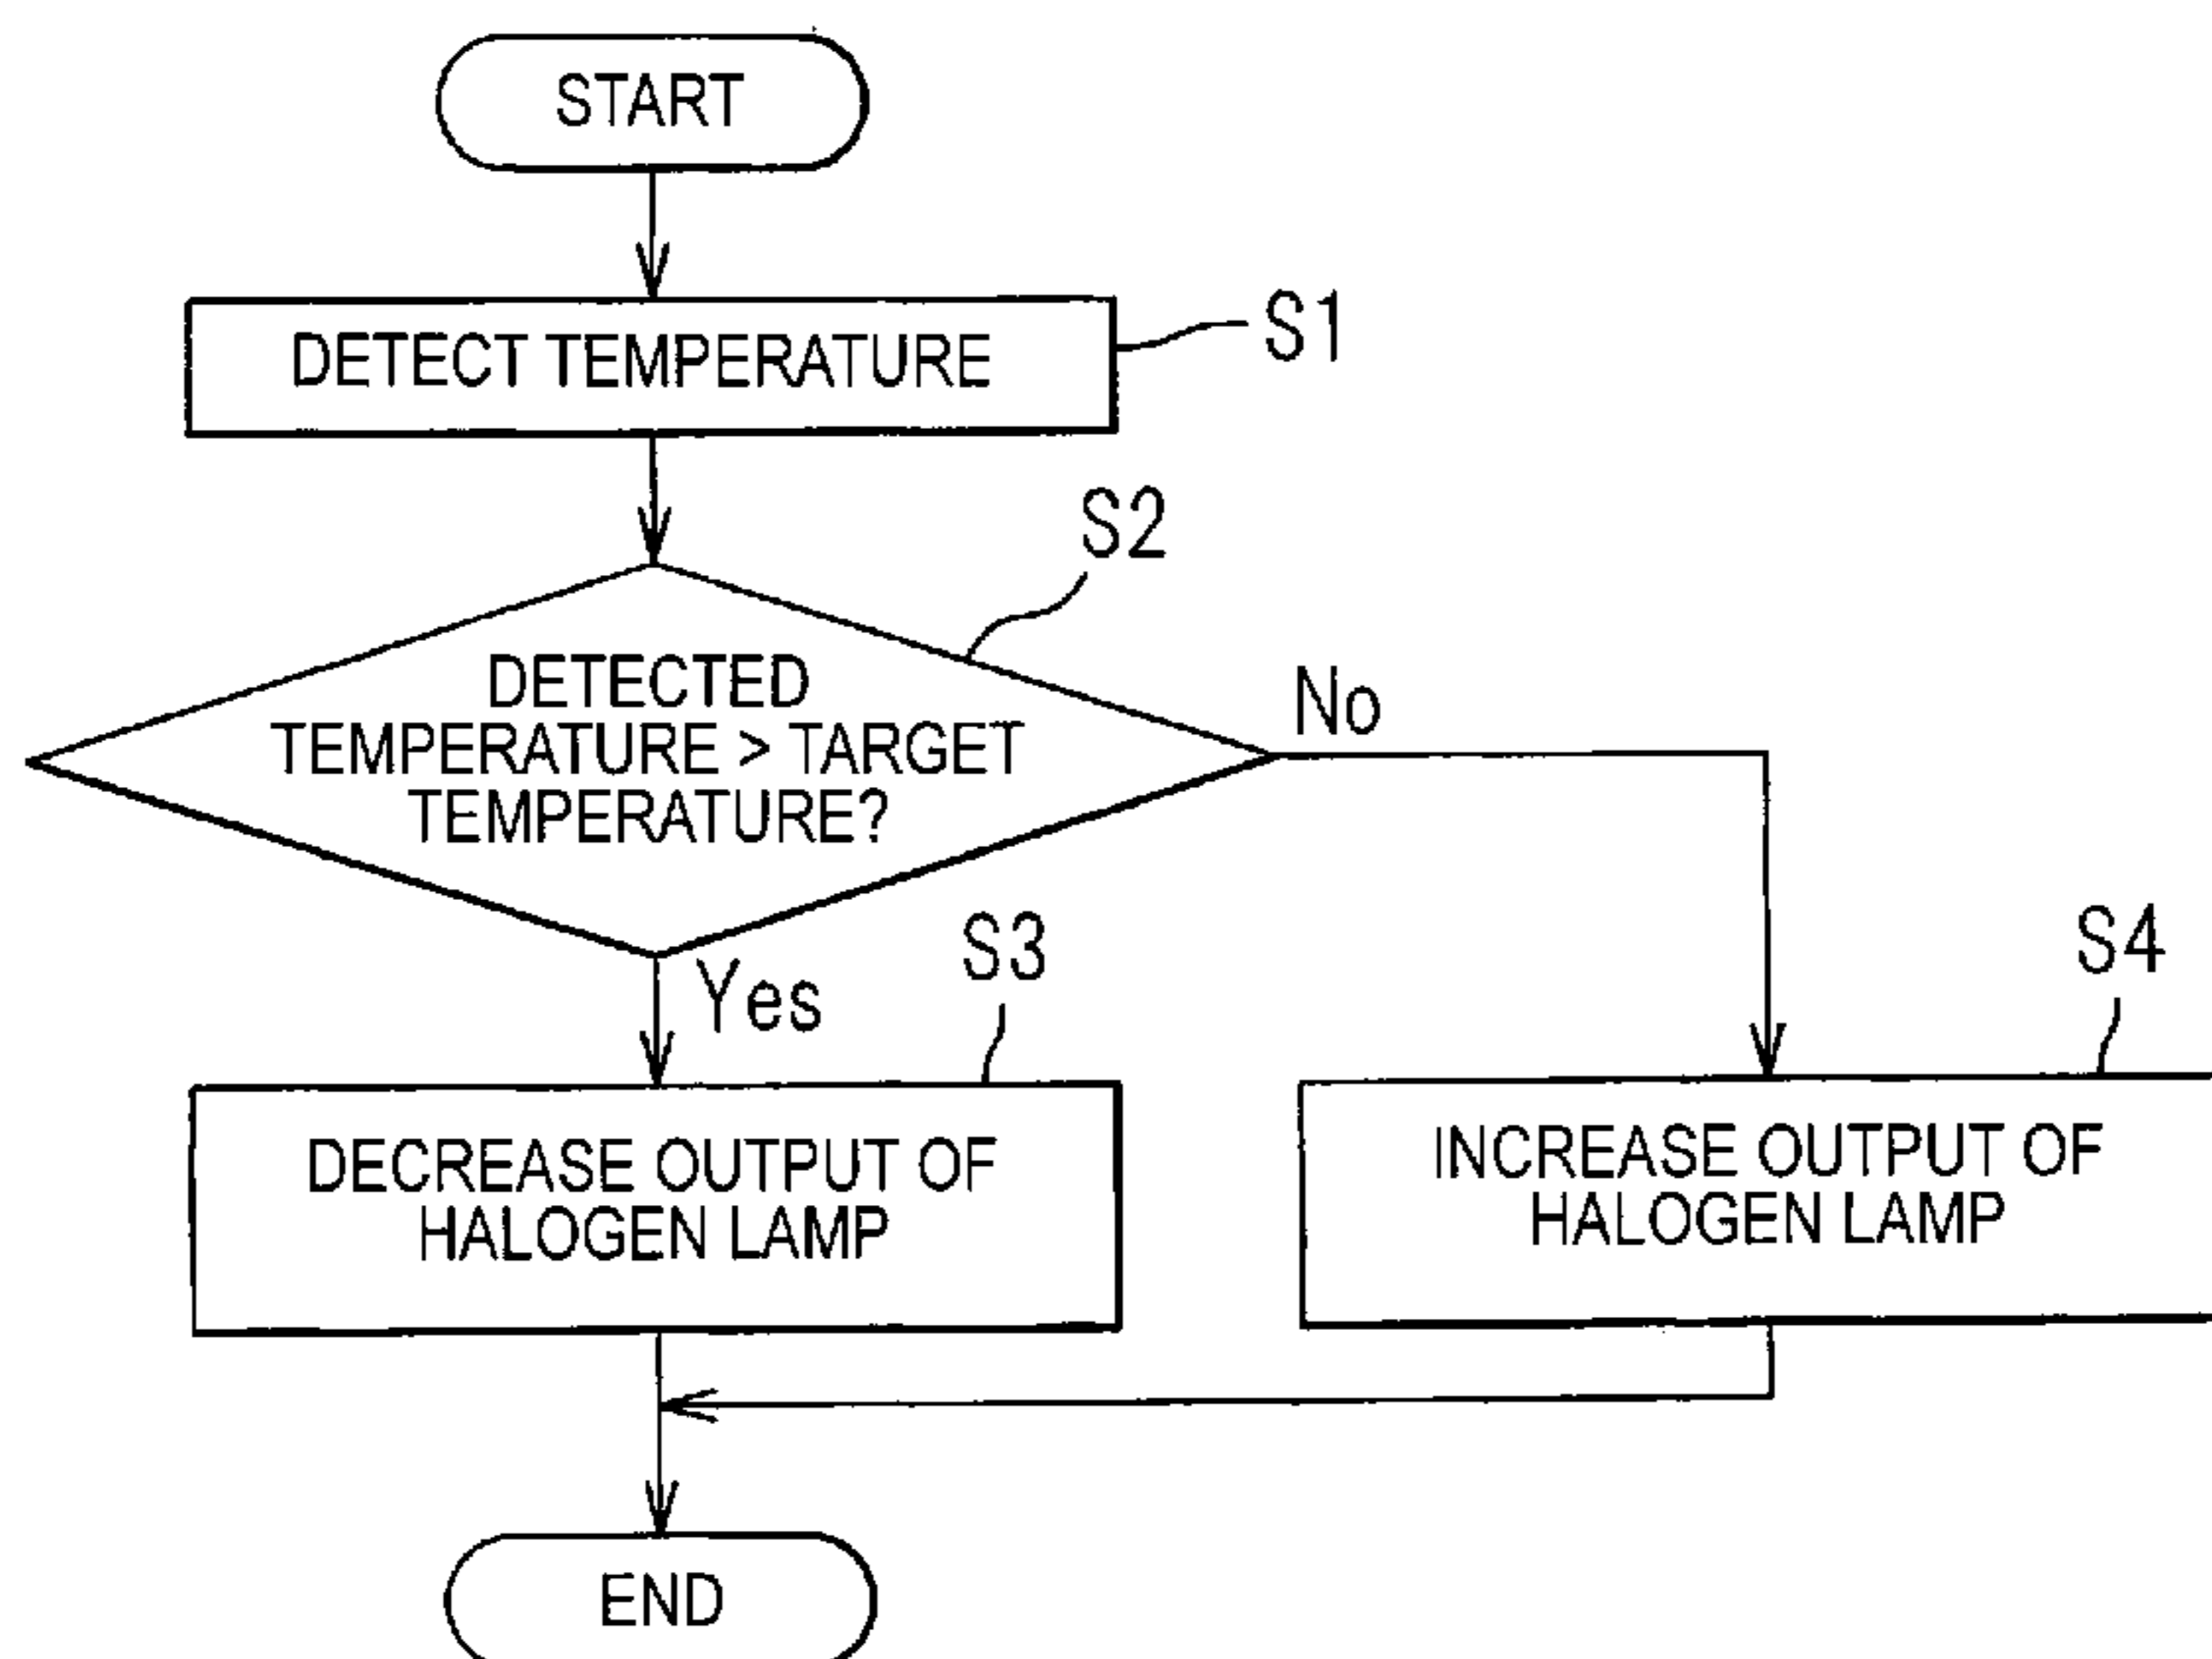 START
DETECT TEMPERATURE
S1
S2
DETECTED
TEMPERATURE > TARGET
TEMPERATURE?
No
Yes
S3
DECREASE OUTPUT OF
HALOGEN LAMP
S4
INCREASE OUTPUT OF
HALOGEN LAMP
END